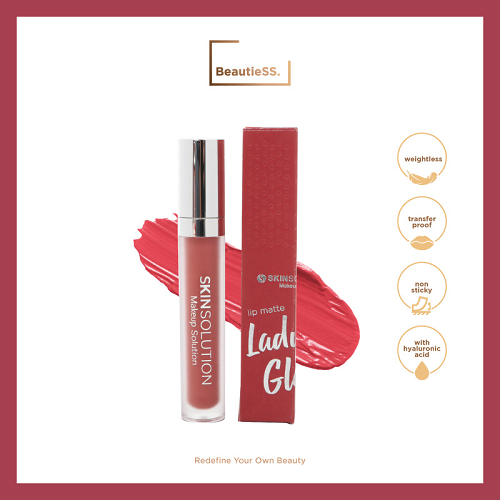 BeautieSS.
weightless
transfer
proof
non
sticky
with
hyaluronic
acid
SKINSOLUTION
Makeup Solution
lip matte
Redefine Your Own Beauty